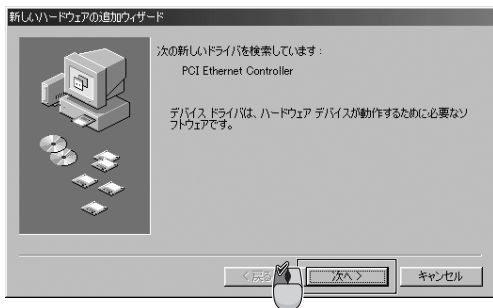 新しいハードウェアの追加ウィザード
次の新しいドライバを検索しています：
PCI Ethernet Controller
デバイス ドライバは、ハードウェア デバイスが動作するために必要なソ
フトウェアです。
< 戻る
次へ >
キャンセル